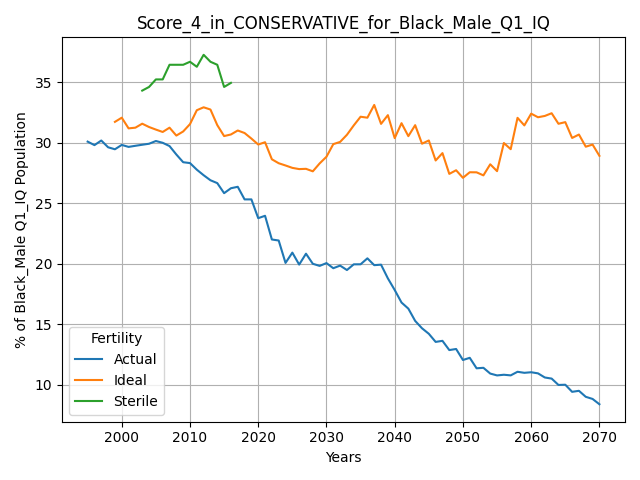 Score_4_in_CONSERVATIVE_for_Black_Male_Q1_IQ
% of Black_Male Q1_IQ Population
35
30
25
20
15
10
Fertility
Actual
Ideal
Sterile
2000 2010 2020 2030 2040 2050 2060 2070
Years